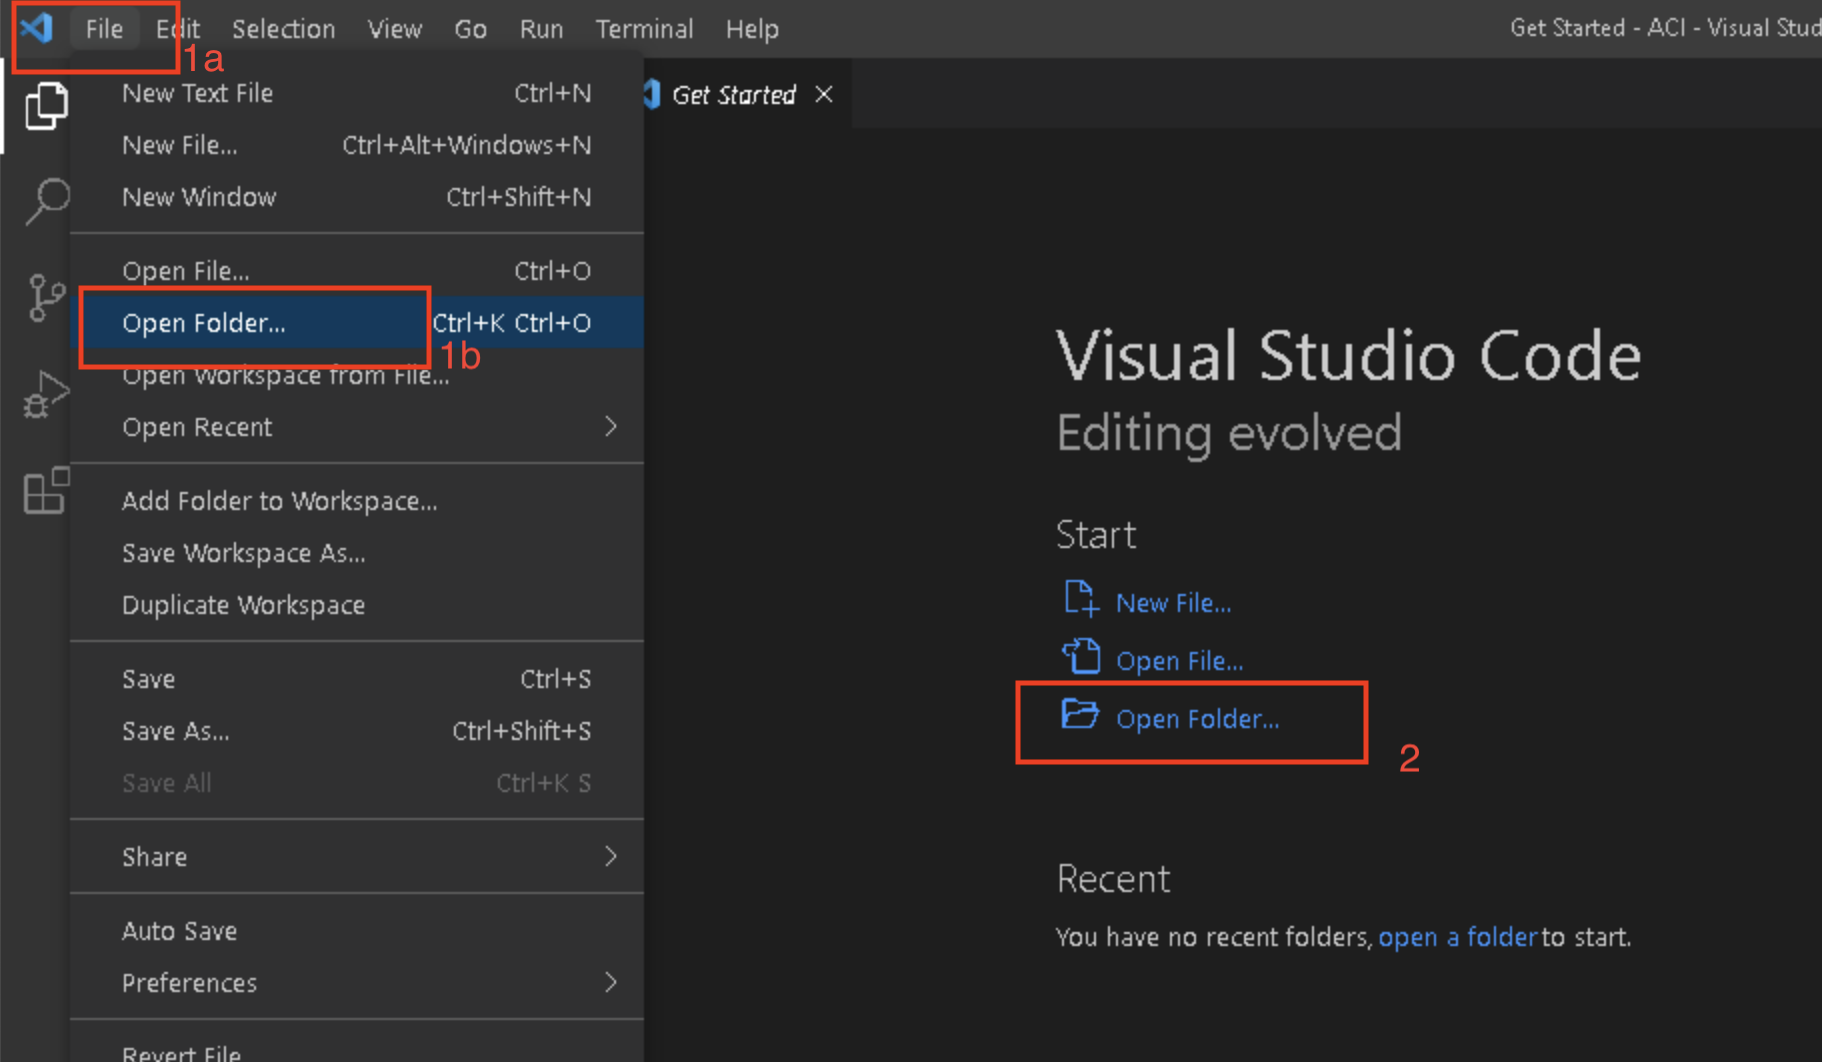 File Edit Selection View Go Run Terminal Help
Get Started - ACI - Visual Stud
1a
New Text File Ctrl+N
New File... Ctrl+Alt+Windows+N
New Window Ctrl+Shift+N
Open File... Ctrl+O
Open Folder... Ctrl+K Ctrl+O
1b
Open Workspace from File...
Open Recent
Add Folder to Workspace...
Save Workspace As...
Duplicate Workspace
Save Ctrl+S
Save As... Ctrl+Shift+S
Save All Ctrl+K S
Share
Auto Save
Preferences
Revert File
Get Started
Visual Studio Code
Editing evolved
Start
New File...
Open File...
Open Folder...
2
Recent
You have no recent folders, open a folder to start.